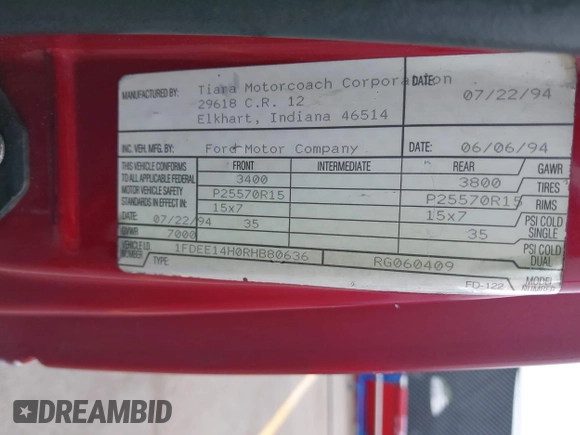 MANUFACTURED BY: Tiara Motorcoach Corporation DATE: 07/22/94
29618 C.R. 12
Elkhart, Indiana 46514
INC. VEH. MFG. BY: Ford Motor Company DATE: 06/06/94
THIS VEHICLE CONFORMS FRONT INTERMEDIATE REAR GAWR
TO ALL APPLICABLE FEDERAL 3400 3800 TIRES
MOTOR VEHICLE SAFETY P25570R15 P25570R15 RIMS
STANDARDS IN EFFECT IN: 15x7 15x7 PSI COLD
DATE: 07/22/94 35 35 SINGLE
GVWR 7000 PSI COLD
VEHICLE I.D. NUMBER 1FDEE14H0RHB80636 RG060409 DUAL
TYPE: MODEL NUMBER
FD-122
DREAMBID